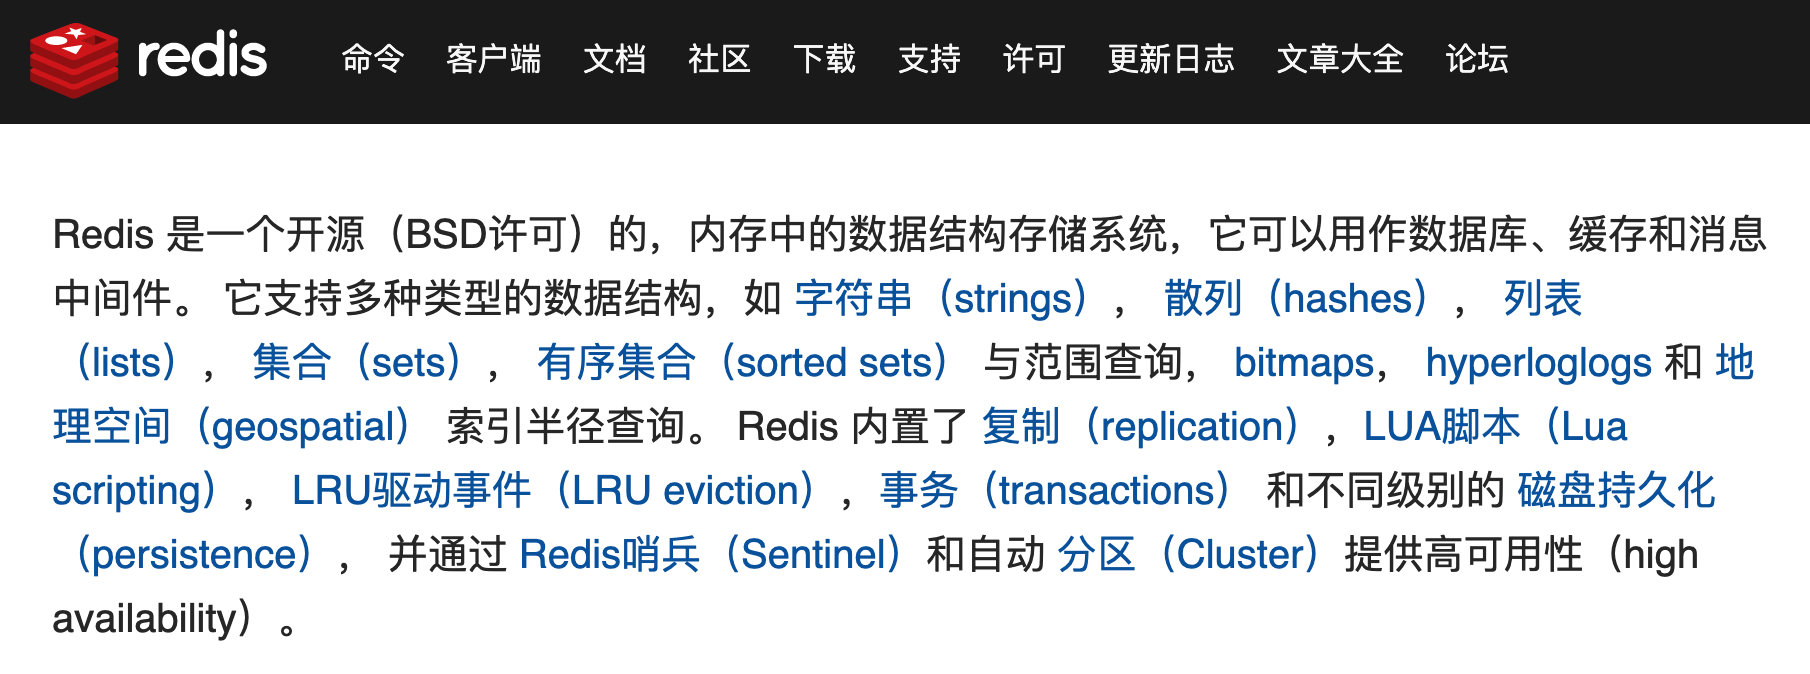 redis 命令 客户端 文档 社区 下载 支持 许可 更新日志 文章大全 论坛
Redis 是一个开源（BSD许可）的，内存中的数据结构存储系统，它可以用作数据库、缓存和消息
中间件。 它支持多种类型的数据结构，如 字符串（strings）， 散列（hashes）， 列表
（lists）， 集合（sets）， 有序集合（sorted sets） 与范围查询， bitmaps， hyperloglogs 和 地
理空间（geospatial） 索引半径查询。 Redis 内置了 复制（replication），LUA脚本（Lua
scripting）， LRU驱动事件（LRU eviction），事务（transactions） 和不同级别的 磁盘持久化
（persistence）， 并通过 Redis哨兵（Sentinel）和自动 分区（Cluster）提供高可用性（high
availability）。